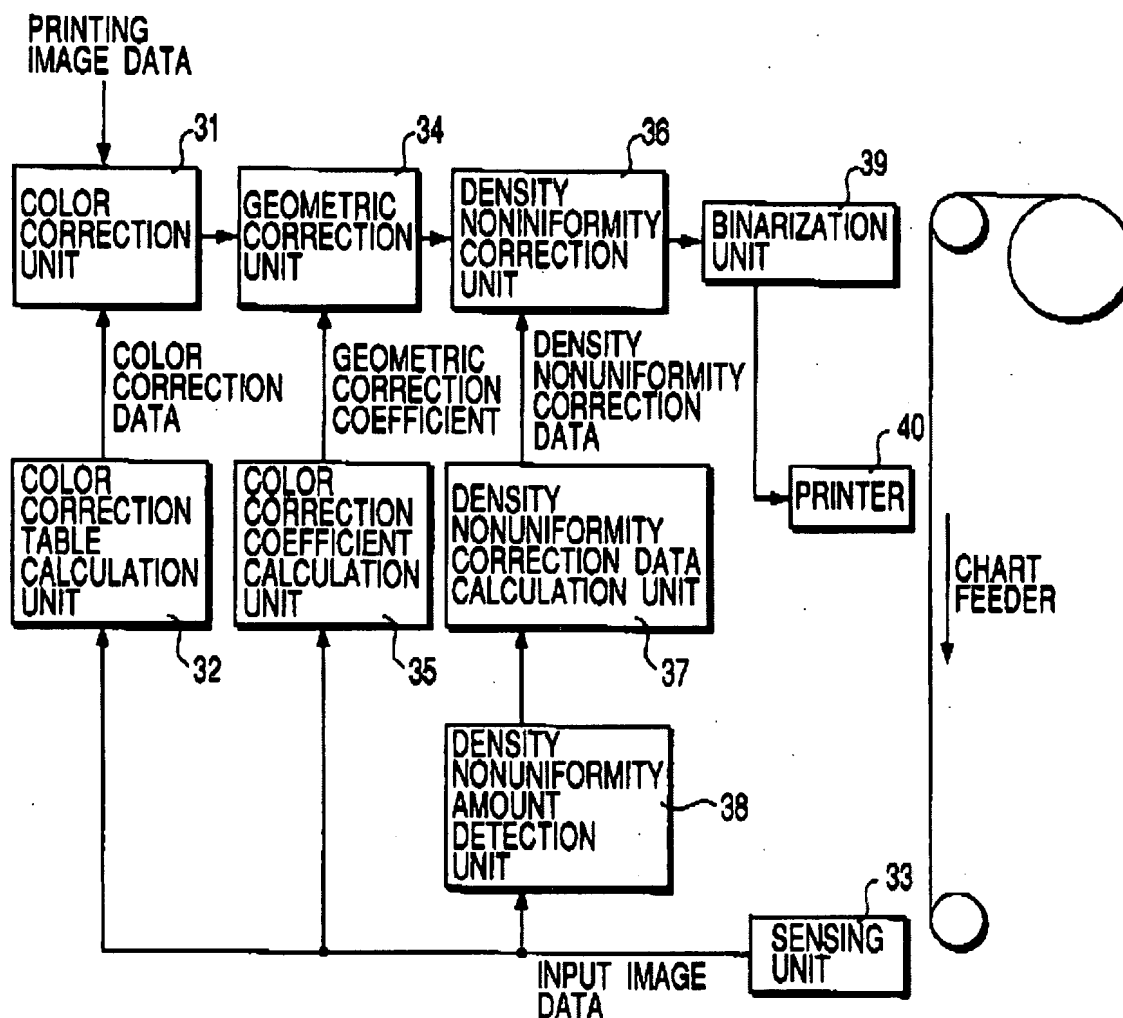 PRINTING
IMAGE DATA
31
34
36
39
COLOR
CORRECTION
UNIT
GEOMETRIC
CORRECTION
UNIT
DENSITY
NONINIFORMITY
CORRECTION
UNIT
BINARIZATION
UNIT
COLOR
CORRECTION
DATA
GEOMETRIC
CORRECTION
COEFFICIENT
DENSITY
NONUNIFORMITY
CORRECTION
DATA
40
PRINTER
COLOR
CORRECTION
TABLE
CALCULATION
UNIT
COLOR
CORRECTION
COEFFICIENT
CALCULATION
UNIT
DENSITY
NONUNIFORMITY
CORRECTION DATA
CALCULATION UNIT
CHART
FEEDER
32
35
37
DENSITY
NONUNIFORMITY
AMOUNT
DETECTION
UNIT
38
33
SENSING
UNIT
INPUT IMAGE
DATA